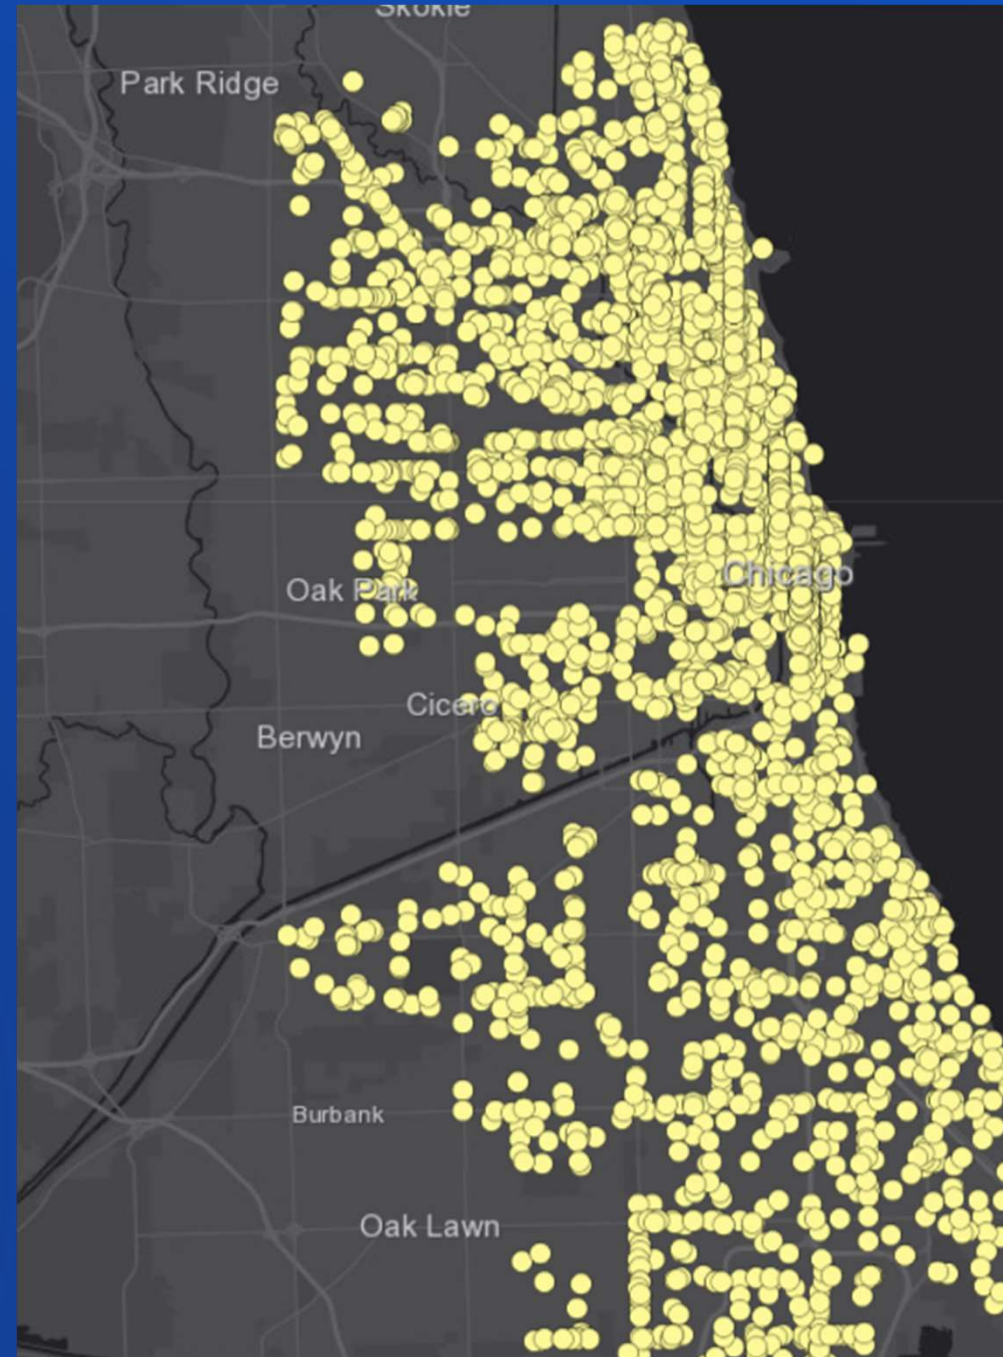 Skokie
Park Ridge
Oak Park
Chicago
Cicero
Berwyn
Burbank
Oak Lawn